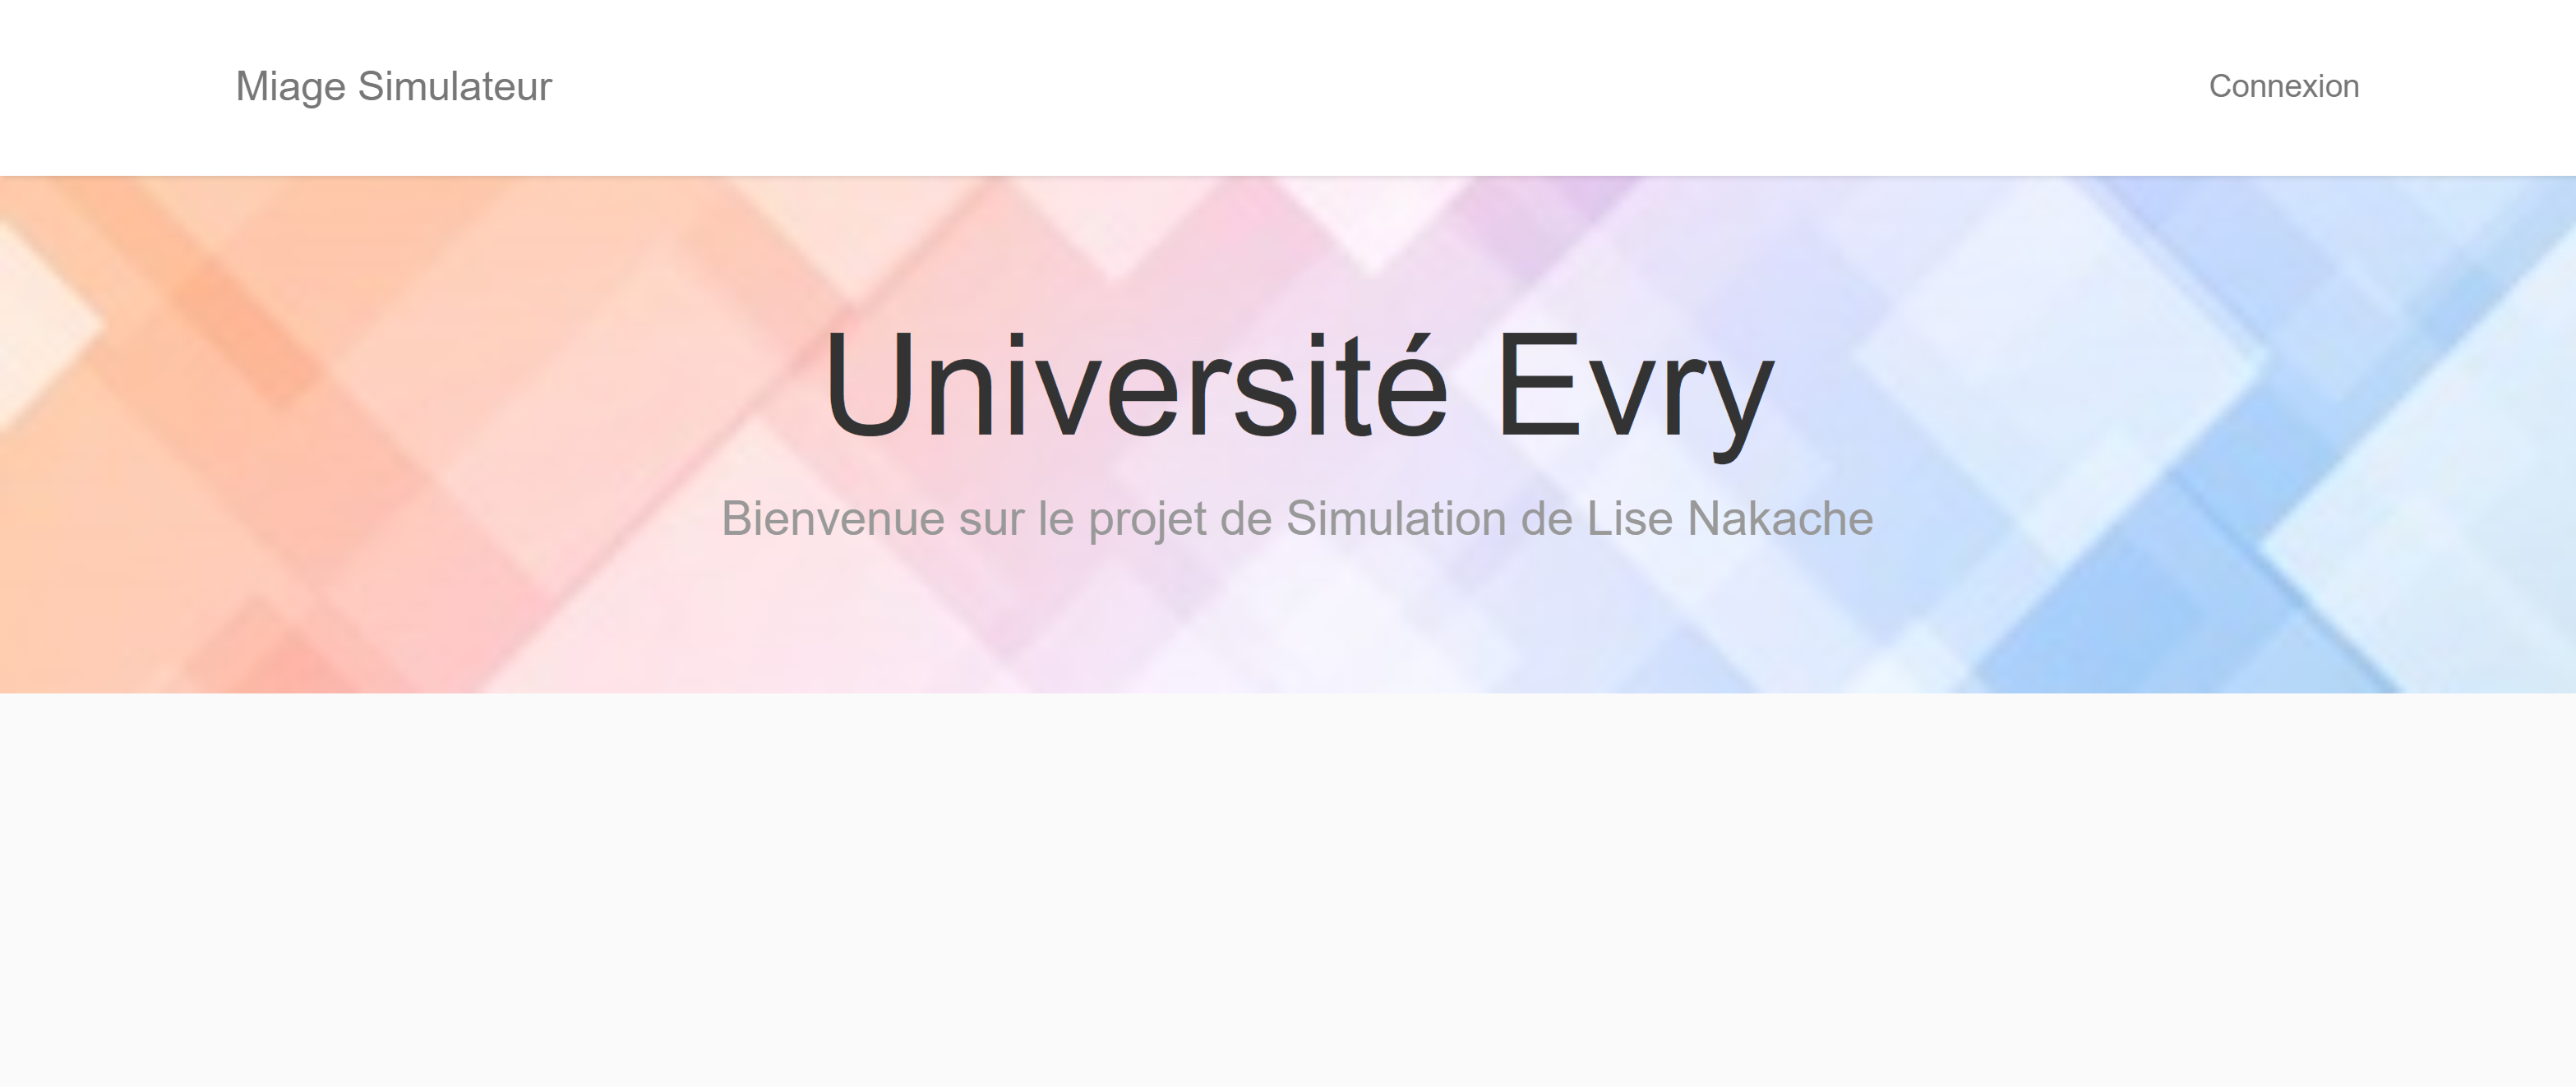 Miage Simulateur
Connexion
Université Evry
Bienvenue sur le projet de Simulation de Lise Nakache